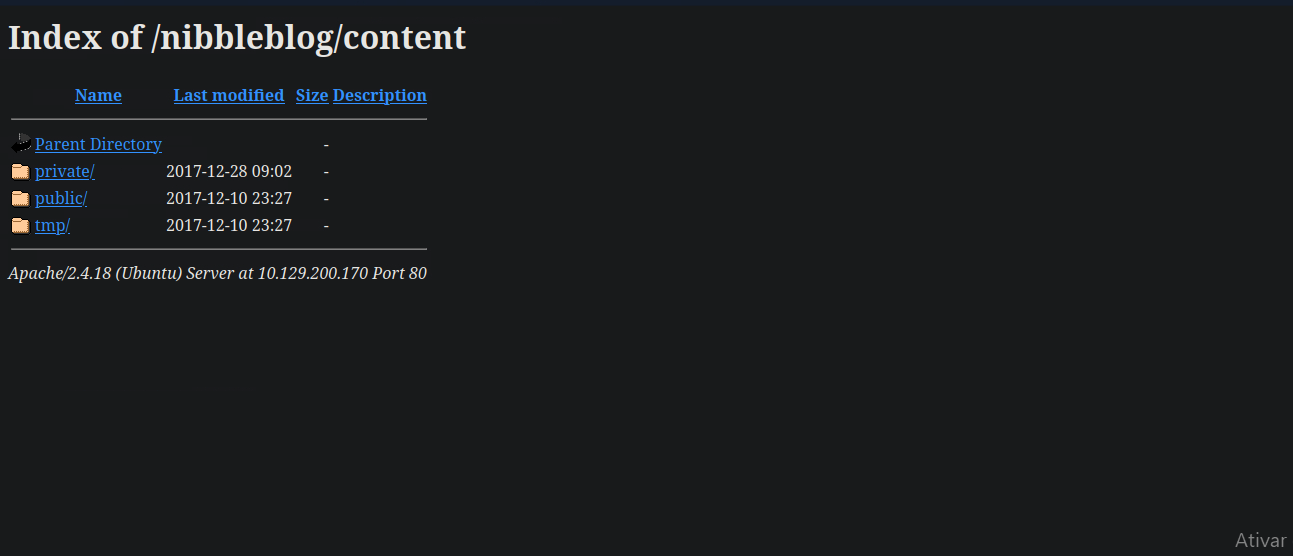 Index of /nibbleblog/content
Name Last modified Size Description
Parent Directory -
private/ 2017-12-28 09:02 -
public/ 2017-12-10 23:27 -
tmp/ 2017-12-10 23:27 -
Apache/2.4.18 (Ubuntu) Server at 10.129.200.170 Port 80
Ativar